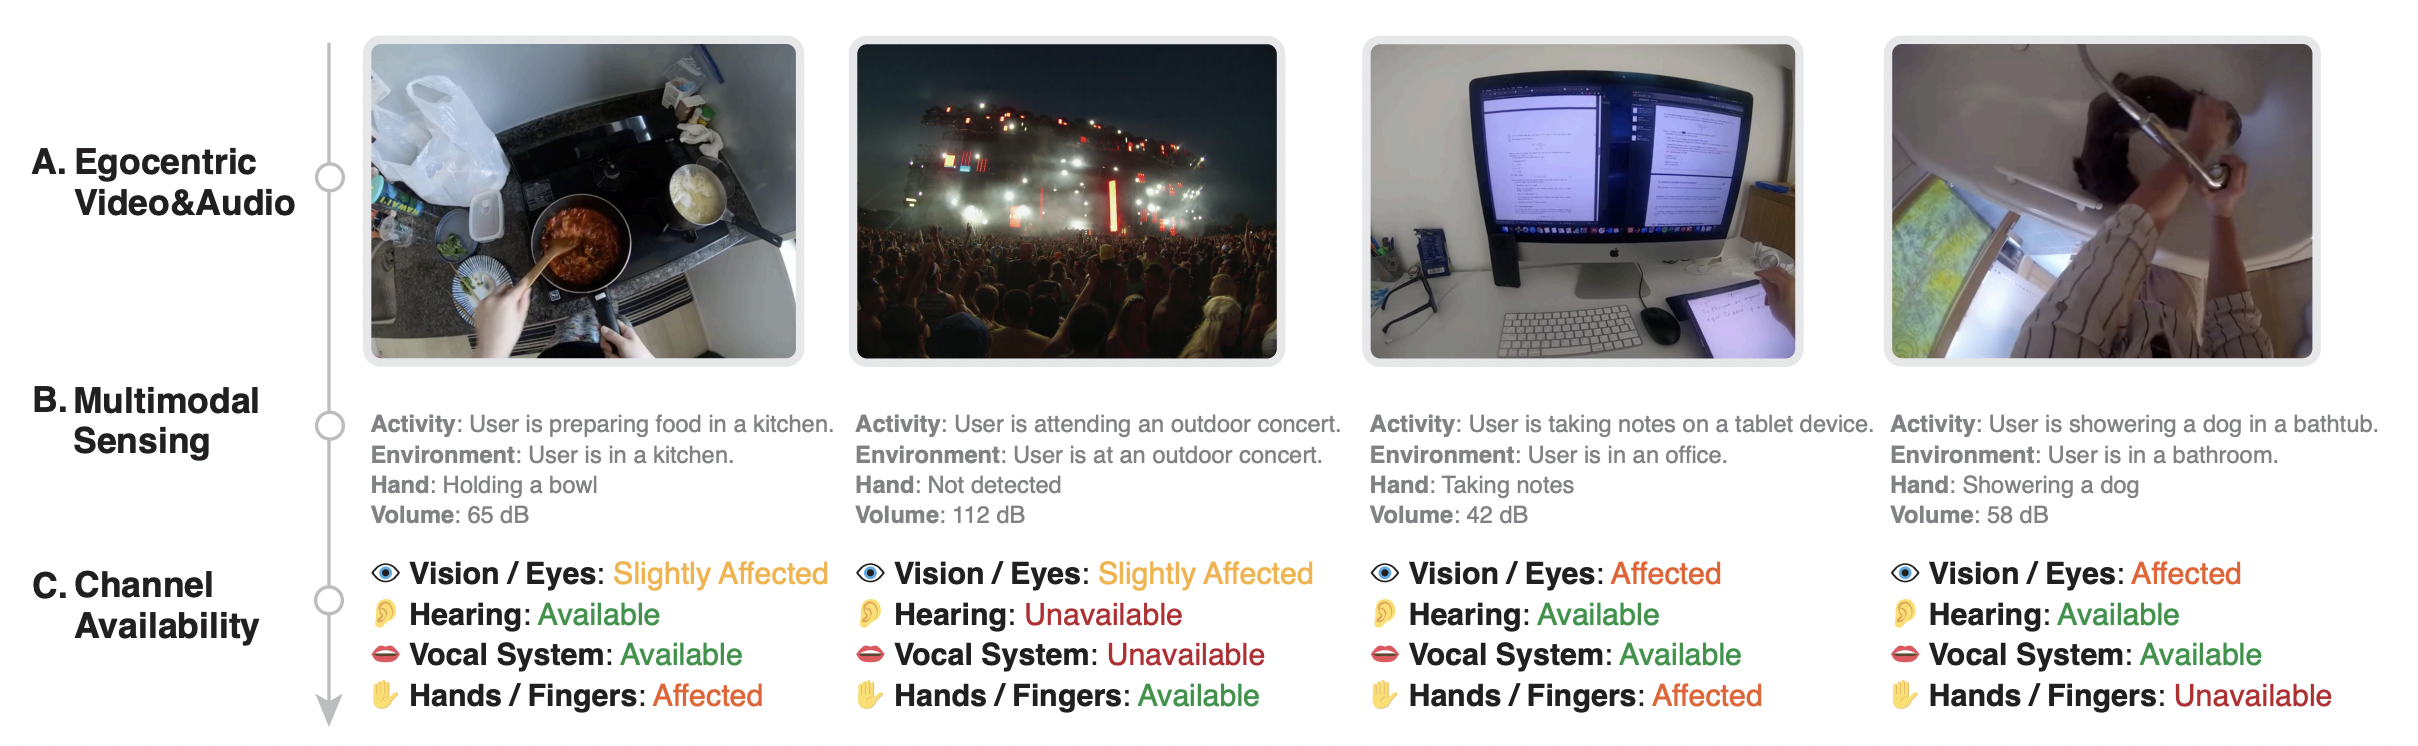 A. Egocentric
Video&Audio
B. Multimodal
Sensing
Activity: User is preparing food in a kitchen.
Environment: User is in a kitchen.
Hand: Holding a bowl
Volume: 65 dB
Activity: User is attending an outdoor concert.
Environment: User is at an outdoor concert.
Hand: Not detected
Volume: 112 dB
Activity: User is taking notes on a tablet device.
Environment: User is in an office.
Hand: Taking notes
Volume: 42 dB
Activity: User is showering a dog in a bathtub.
Environment: User is in a bathroom.
Hand: Showering a dog
Volume: 58 dB
C. Channel
Availability
Vision / Eyes: Slightly Affected
Hearing: Available
Vocal System: Available
Hands / Fingers: Affected
Vision / Eyes: Slightly Affected
Hearing: Unavailable
Vocal System: Unavailable
Hands / Fingers: Available
Vision / Eyes: Affected
Hearing: Available
Vocal System: Available
Hands / Fingers: Affected
Vision / Eyes: Affected
Hearing: Available
Vocal System: Available
Hands / Fingers: Unavailable